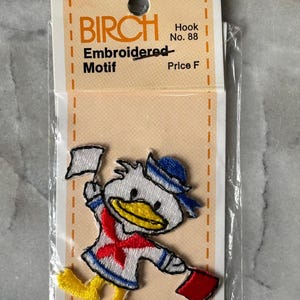 BIRCH
Hook
No. 88
Embroidered
Motif
Price F